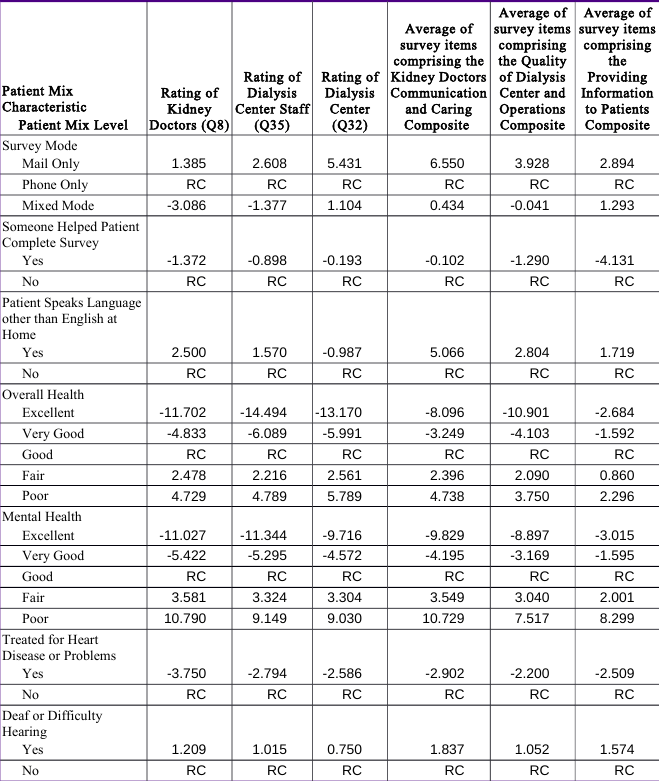 Patient Mix
Characteristic
Patient Mix Level
Rating of
Kidney
Doctors (Q8)
Rating of
Dialysis
Center Staff
(Q35)
Rating of
Dialysis
Center
(Q32)
Average of
survey items
comprising the
Kidney Doctors
Communication
and Caring
Composite
Average of
survey items
comprising
the Quality
of Dialysis
Center and
Operations
Composite
Average of
survey items
comprising
the
Providing
Information
to Patients
Composite
Survey Mode
Mail Only 1.385 2.608 5.431 6.550 3.928 2.894
Phone Only RC RC RC RC RC RC
Mixed Mode -3.086 -1.377 1.104 0.434 -0.041 1.293
Someone Helped Patient
Complete Survey
Yes -1.372 -0.898 -0.193 -0.102 -1.290 -4.131
No RC RC RC RC RC RC
Patient Speaks Language
other than English at
Home
Yes 2.500 1.570 -0.987 5.066 2.804 1.719
No RC RC RC RC RC RC
Overall Health
Excellent -11.702 -14.494 -13.170 -8.096 -10.901 -2.684
Very Good -4.833 -6.089 -5.991 -3.249 -4.103 -1.592
Good RC RC RC RC RC RC
Fair 2.478 2.216 2.561 2.396 2.090 0.860
Poor 4.729 4.789 5.789 4.738 3.750 2.296
Mental Health
Excellent -11.027 -11.344 -9.716 -9.829 -8.897 -3.015
Very Good -5.422 -5.295 -4.572 -4.195 -3.169 -1.595
Good RC RC RC RC RC RC
Fair 3.581 3.324 3.304 3.549 3.040 2.001
Poor 10.790 9.149 9.030 10.729 7.517 8.299
Treated for Heart
Disease or Problems
Yes -3.750 -2.794 -2.586 -2.902 -2.200 -2.509
No RC RC RC RC RC RC
Deaf or Difficulty
Hearing
Yes 1.209 1.015 0.750 1.837 1.052 1.574
No RC RC RC RC RC RC